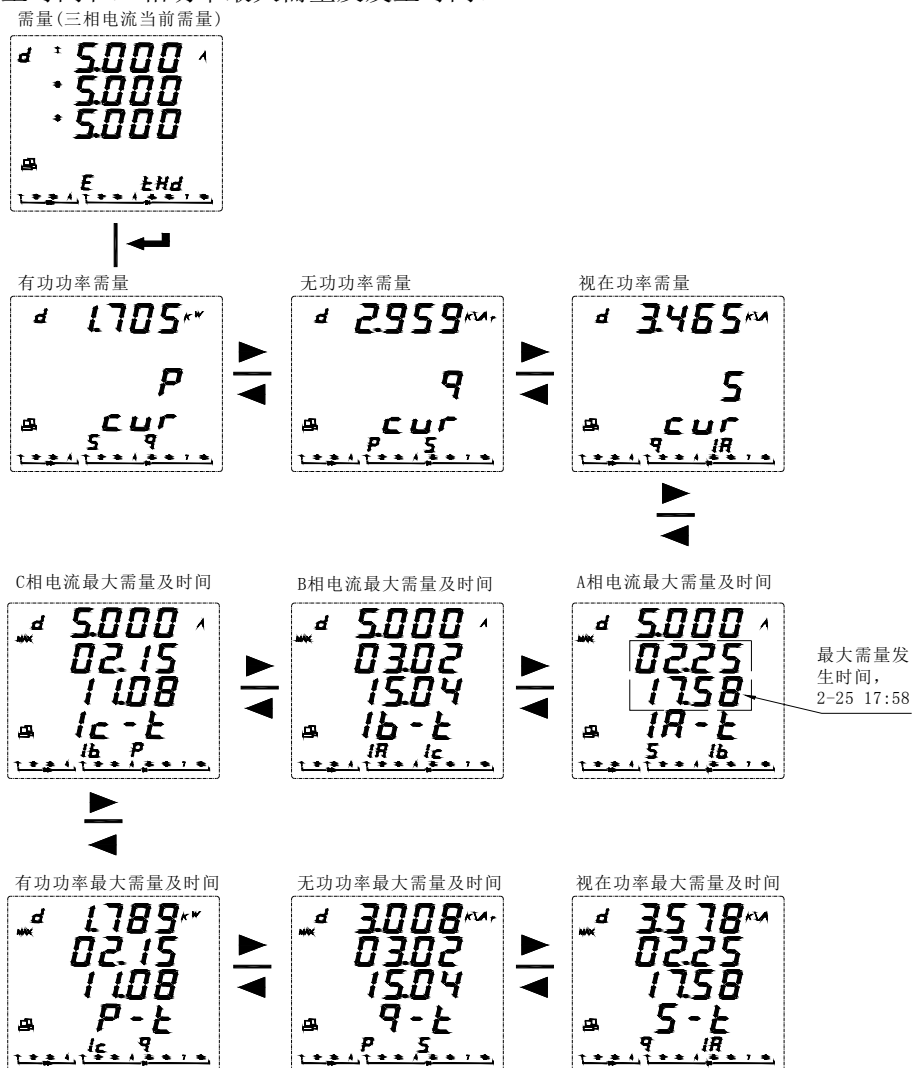 需量(三相电流当前需量)
d 5.000 A
5.000
5.000
E tHd
有功功率需量
d 1.705 kW
P
cur
S q
无功功率需量
d 2.959 kVAr
q
cur
P S
视在功率需量
d 3.465 kVA
S
cur
q IA
C相电流最大需量及时间
d 5.000 A
MAX
02.15
11.08
Ic-t
Ib P
B相电流最大需量及时间
d 5.000 A
MAX
03.02
15.04
Ib-t
IA Ic
A相电流最大需量及时间
d 5.000 A
MAX
02.25
17.58
IA-t
S Ib
最大需量发
生时间，
2-25 17:58
有功功率最大需量及时间
d 1.789 kW
MAX
02.15
11.08
P-t
Ic q
无功功率最大需量及时间
d 3.008 kVAr
MAX
03.02
15.04
q-t
P S
视在功率最大需量及时间
d 3.578 kVA
MAX
02.25
17.58
S-t
q IA